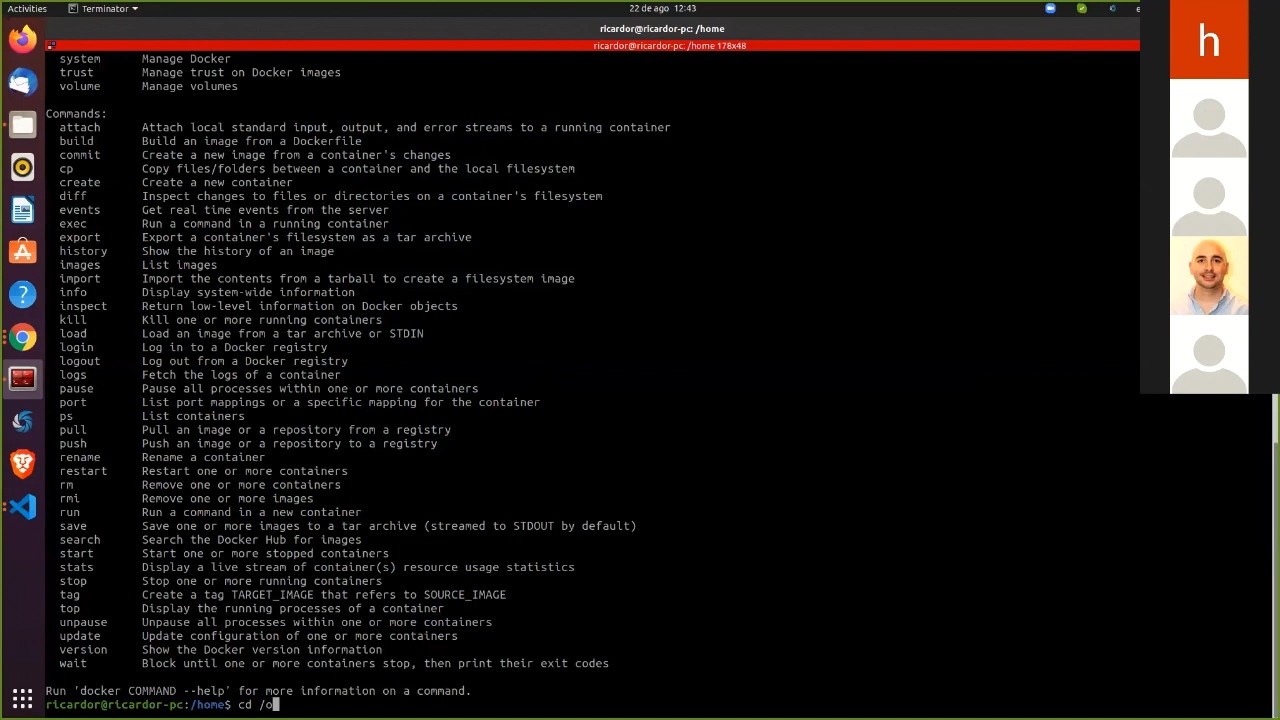 Activities
Terminator
22 de ago 12:43
ricardor@ricardor-pc: /home
ricardor@ricardor-pc: /home 178x48
h
system Manage Docker
trust Manage trust on Docker images
volume Manage volumes
Commands:
attach Attach local standard input, output, and error streams to a running container
build Build an image from a Dockerfile
commit Create a new image from a container's changes
cp Copy files/folders between a container and the local filesystem
create Create a new container
diff Inspect changes to files or directories on a container's filesystem
events Get real time events from the server
exec Run a command in a running container
export Export a container's filesystem as a tar archive
history Show the history of an image
images List images
import Import the contents from a tarball to create a filesystem image
info Display system-wide information
inspect Return low-level information on Docker objects
kill Kill one or more running containers
load Load an image from a tar archive or STDIN
login Log in to a Docker registry
logout Log out from a Docker registry
logs Fetch the logs of a container
pause Pause all processes within one or more containers
port List port mappings or a specific mapping for the container
ps List containers
pull Pull an image or a repository from a registry
push Push an image or a repository to a registry
rename Rename a container
restart Restart one or more containers
rm Remove one or more containers
rmi Remove one or more images
run Run a command in a new container
save Save one or more images to a tar archive (streamed to STDOUT by default)
search Search the Docker Hub for images
start Start one or more stopped containers
stats Display a live stream of container(s) resource usage statistics
stop Stop one or more running containers
tag Create a tag TARGET_IMAGE that refers to SOURCE_IMAGE
top Display the running processes of a container
unpause Unpause all processes within one or more containers
update Update configuration of one or more containers
version Show the Docker version information
wait Block until one or more containers stop, then print their exit codes
Run 'docker COMMAND --help' for more information on a command.
ricardor@ricardor-pc:/home$ cd /o